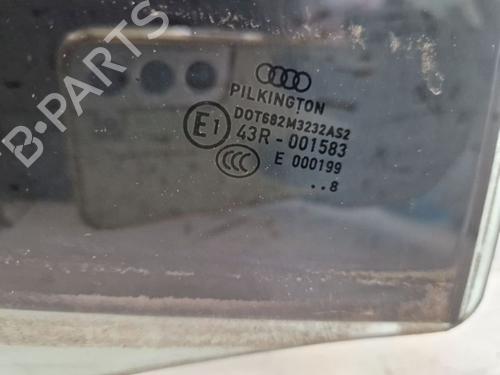 B-PARTS
PILKINGTON
DOT682M3232AS2
E1 43R - 001583
CCC E 000199
..8